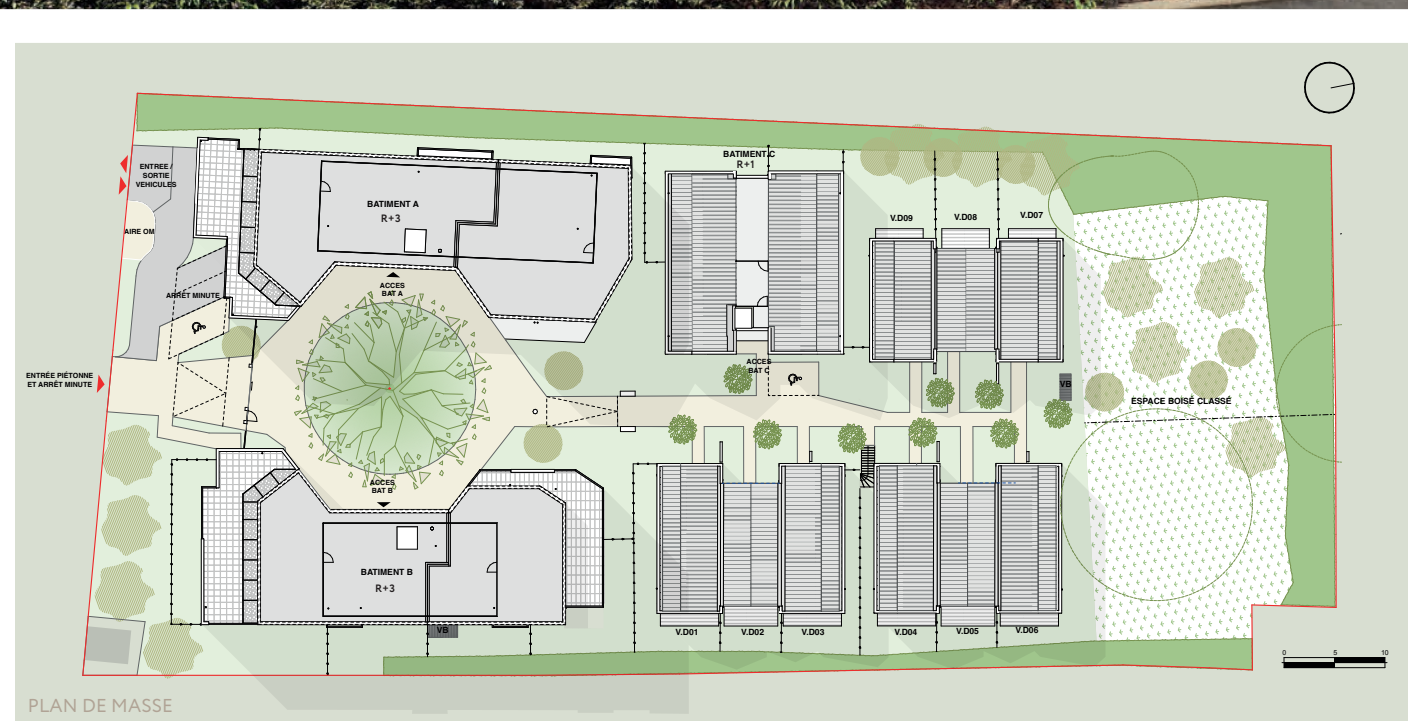 ENTREE /
SORTIE
VEHICULES
AIRE OM
ARRÊT MINUTE
ENTRÉE PIÉTONNE
ET ARRÊT MINUTE
BATIMENT A
R+3
ACCES
BAT A
ACCES
BAT B
BATIMENT B
R+3
VB
BATIMENT C
R+1
ACCES
BAT C
V.D09
V.D08
V.D07
VB
ESPACE BOISÉ CLASSÉ
V.D01
V.D02
V.D03
V.D04
V.D05
V.D06
0 5 10
PLAN DE MASSE